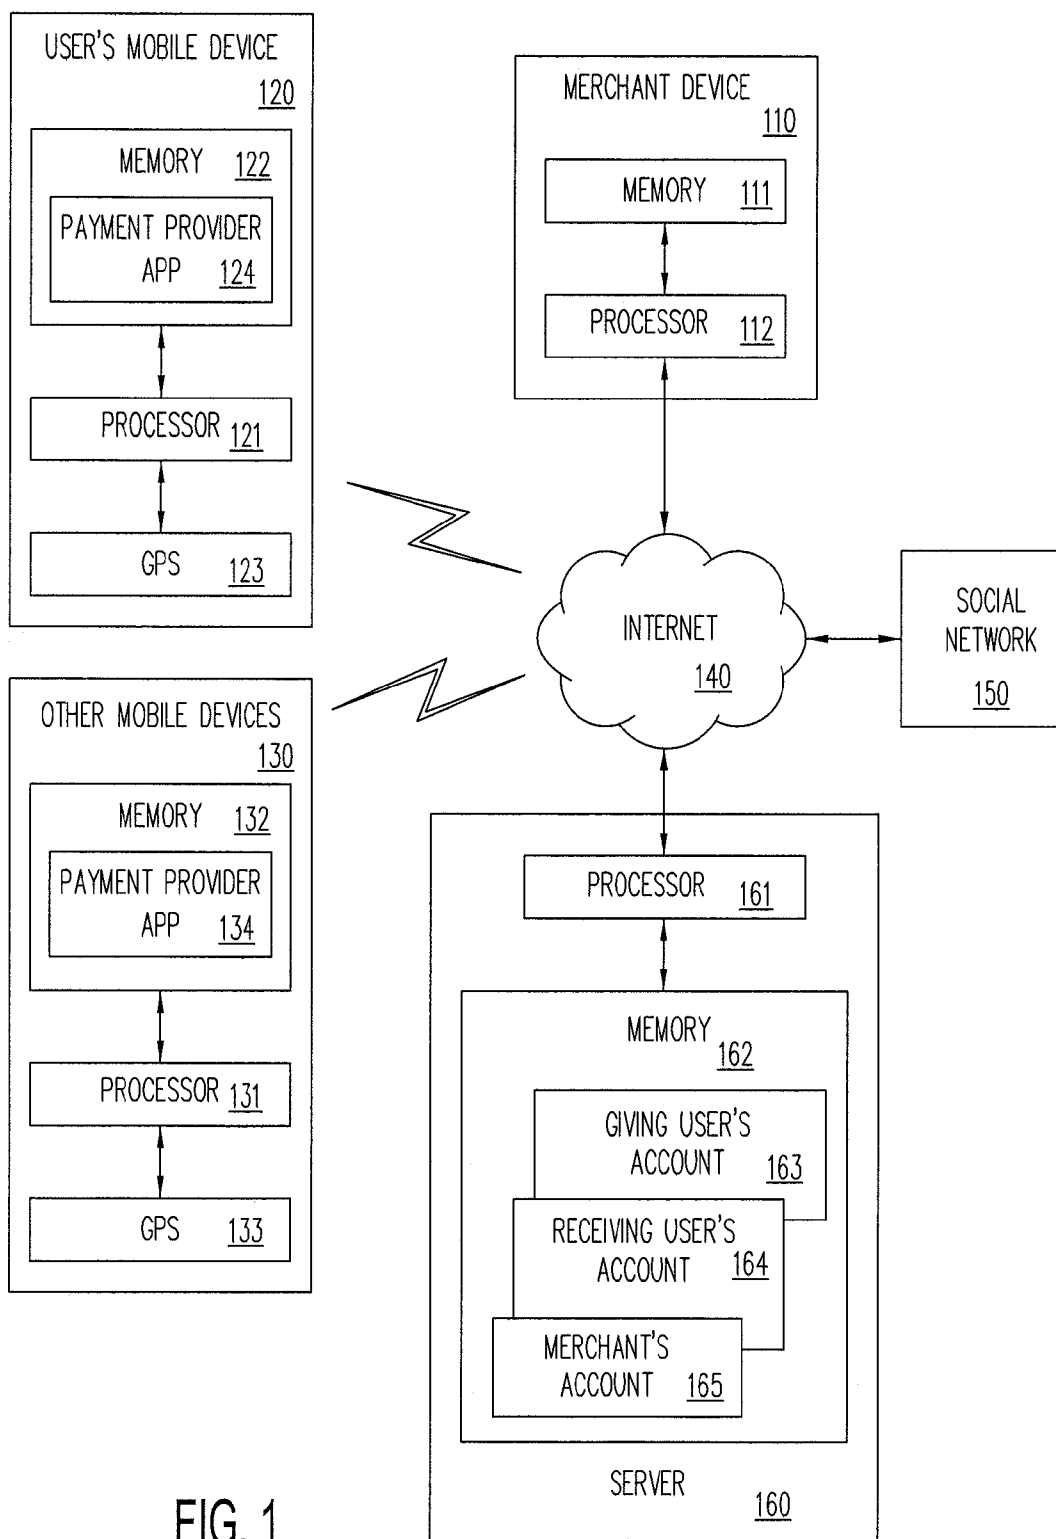 USER'S MOBILE DEVICE
120
MEMORY 122
PAYMENT PROVIDER
APP 124
PROCESSOR 121
GPS 123
OTHER MOBILE DEVICES
130
MEMORY 132
PAYMENT PROVIDER
APP 134
PROCESSOR 131
GPS 133
MERCHANT DEVICE
110
MEMORY 111
PROCESSOR 112
INTERNET
140
SOCIAL
NETWORK
150
PROCESSOR 161
MEMORY
162
GIVING USER'S
ACCOUNT 163
RECEIVING USER'S
ACCOUNT 164
MERCHANT'S
ACCOUNT 165
SERVER
160
FIG. 1